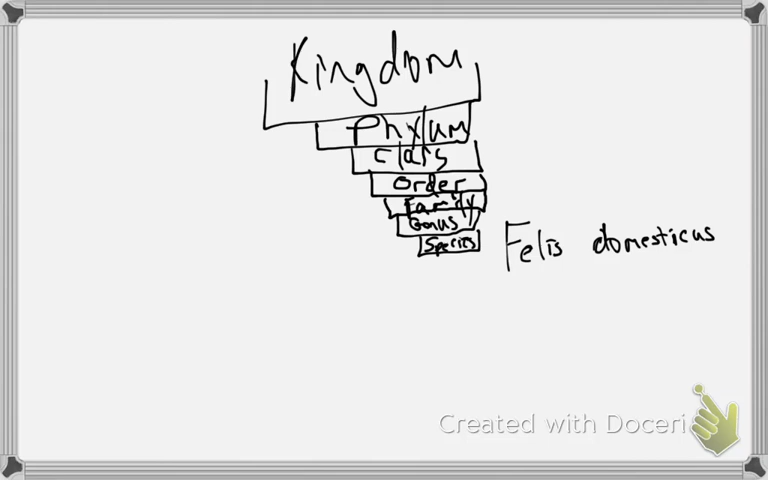 Kingdom
Phylum
Class
Order
Family
Genus
Species
Felis domesticus
Created with Doceri